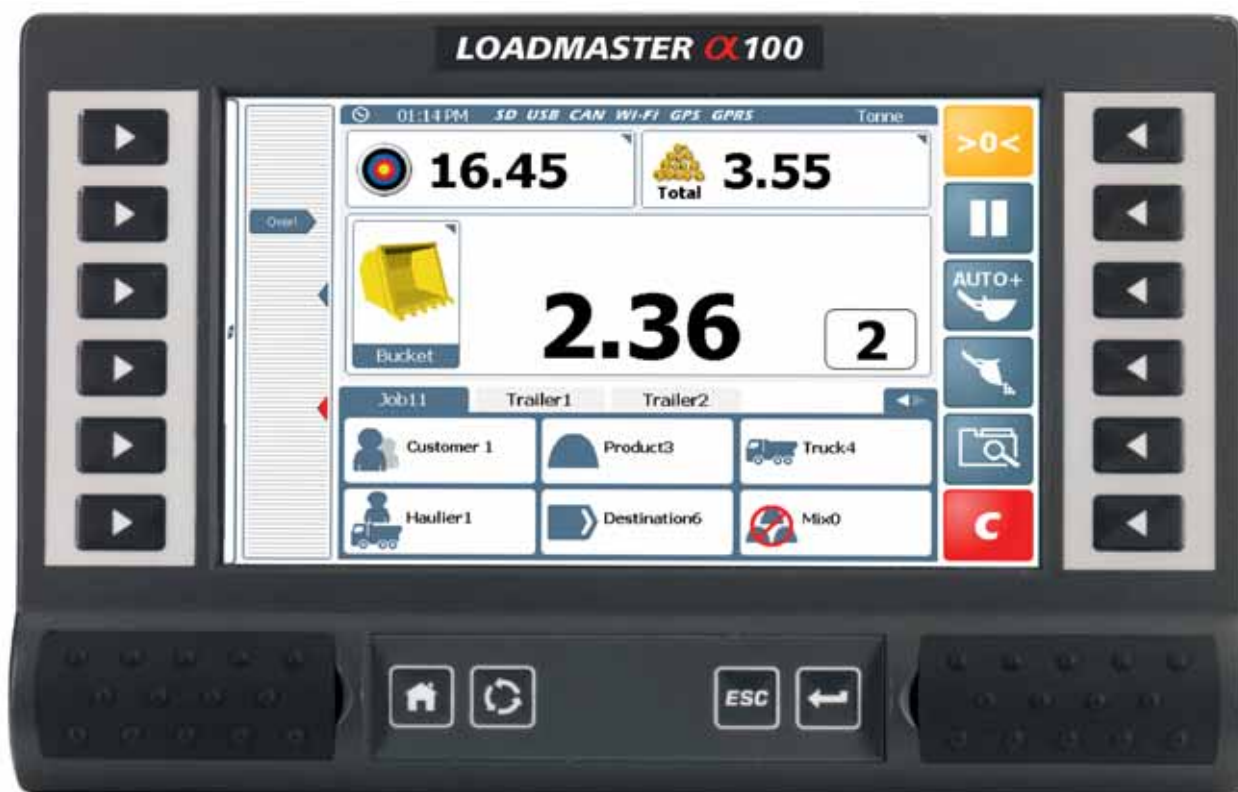 LOADMASTER α100
01:14 PM SD USB CAN WI-FI GPS GPRS Tonne
>0<
16.45
Total 3.55
Over!
AUTO+
2.36
2
Bucket
Job11 Trailer1 Trailer2
Customer 1 Product3 Truck4
Haulier1 Destination6 Mix0
C
ESC